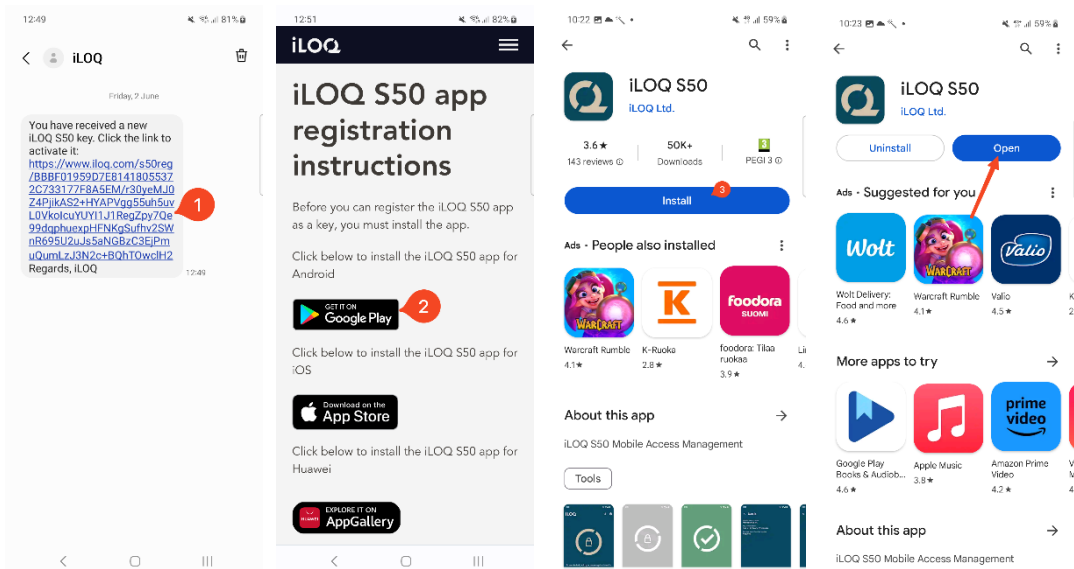 12:49
81%
iLOQ
Friday, 2 June
You have received a new
iLOQ S50 key. Click the link to
activate it:
https://www.iloq.com/s50reg
/BBBF01959D7E8141805537
2C733177F8A5EM/r30yeMJ0
Z4PjikAS2+HYAPVgg55uh5uv
L0VkoIcuYUYI1J1RegZpy7Qe
99dqphuexpHFNKgSufhv2SW
nR695U2uJs5aNGBzC3EjPm
uQumLzJ3N2c+BQhTOwclH2
Regards, iLOQ
12:49
1
12:51
82%
iLOQ
iLOQ S50 app
registration
instructions
Before you can register the iLOQ S50 app
as a key, you must install the app.
Click below to install the iLOQ S50 app for
Android
GET IT ON
Google Play
2
Click below to install the iLOQ S50 app for
iOS
Download on the
App Store
Click below to install the iLOQ S50 app for
Huawei
EXPLORE IT ON
AppGallery
10:22
59%
iLOQ S50
iLOQ Ltd.
3.6★
143 reviews
50K+
Downloads
3
PEGI 3
3
Install
Ads • People also installed
WARCRAFT
K
foodora
SUOMI
Warcraft Rumble
4.1★
K-Ruoka
2.8★
foodora: Tilaa
ruokaa
3.9★
Li
4.
About this app
iLOQ S50 Mobile Access Management
Tools
iLOQ
10:23
59%
iLOQ S50
iLOQ Ltd.
Uninstall
Open
Ads • Suggested for you
Wolt
WARCRAFT
Valio
Wolt Delivery:
Food and more
4.6★
Warcraft Rumble
4.1★
Valio
4.5★
K
2
More apps to try
prime
video
Google Play
Books & Audiob...
4.6★
Apple Music
3.8★
Amazon Prime
Video
4.2★
V
M
4
About this app
iLOQ S50 Mobile Access Management